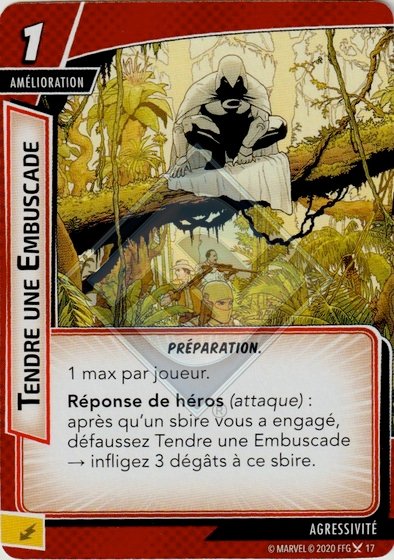 1
AMÉLIORATION
TENDRE UNE EMBUSCADE
PRÉPARATION.
1 max par joueur.
Réponse de héros (attaque) :
après qu'un sbire vous a engagé,
défaussez Tendre une Embuscade
→ infligez 3 dégâts à ce sbire.
®
AGRESSIVITÉ
© MARVEL © 2020 FFG 17